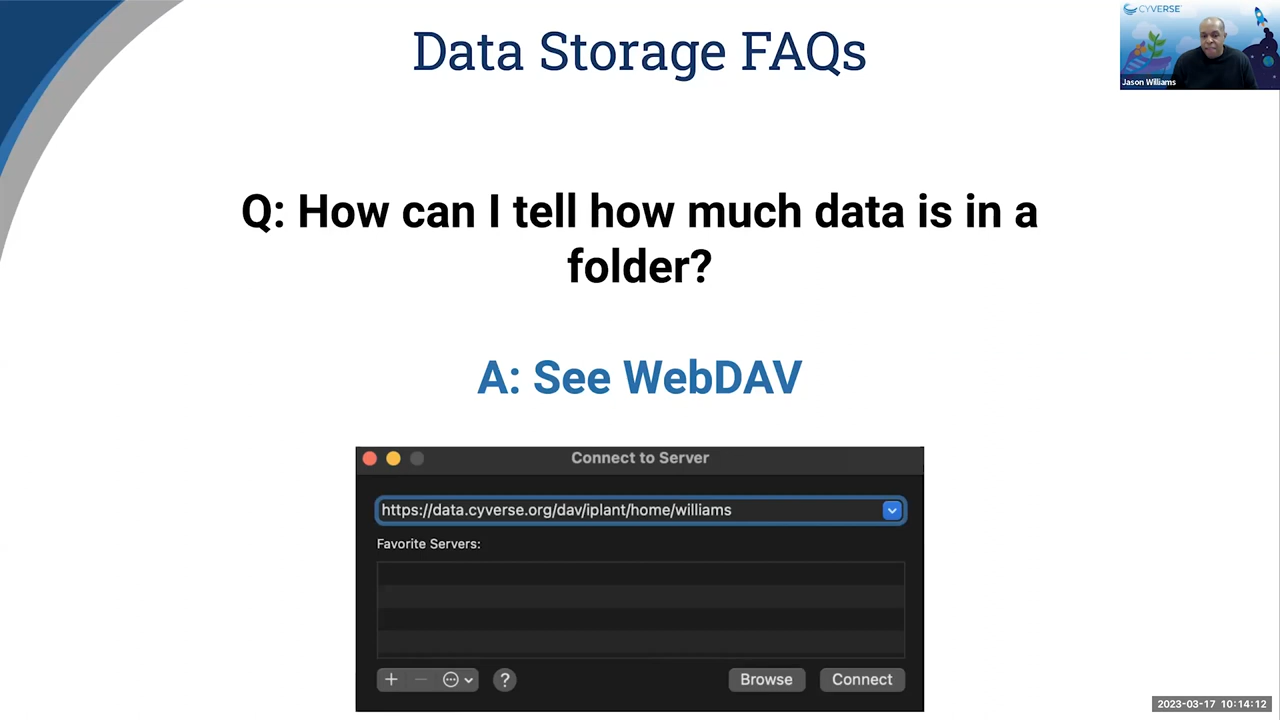 Data Storage FAQs
CYVERSE
Jason Williams
Q: How can I tell how much data is in a
folder?
A: See WebDAV
Connect to Server
https://data.cyverse.org/dav/iplant/home/williams
Favorite Servers:
?
Browse
Connect
2023-03-17 10:14:12